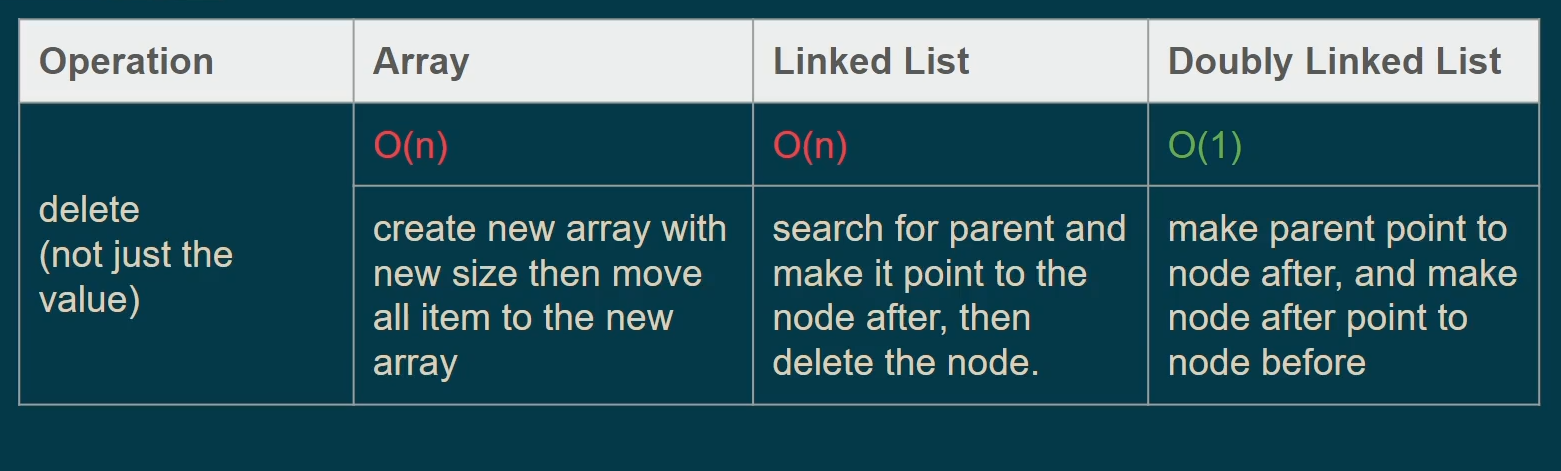 Operation
Array
Linked List
Doubly Linked List
delete
(not just the
value)
O(n)
O(n)
O(1)
create new array with
new size then move
all item to the new
array
search for parent and
make it point to the
node after, then
delete the node.
make parent point to
node after, and make
node after point to
node before